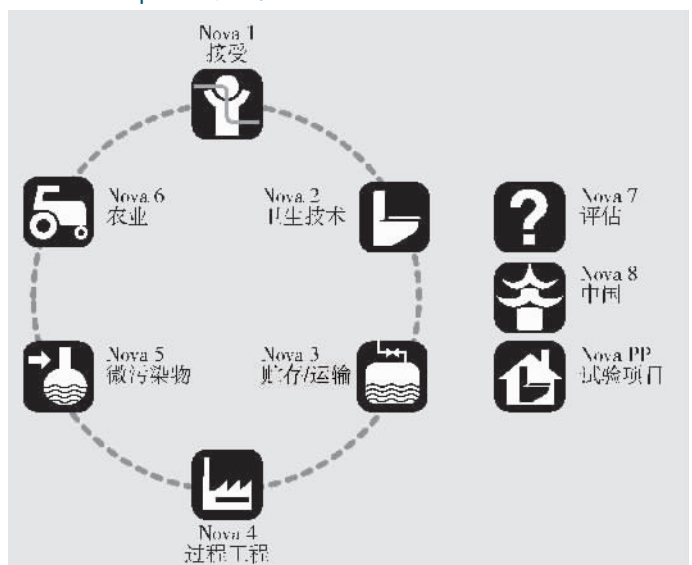 Nova 1
接受
Nova 6
农业
Nova 2
卫生技术
Nova 7
评估
Nova 8
中国
Nova 5
微污染物
Nova 3
贮存/运输
Nova PP
试验项目
Nova 4
过程工程